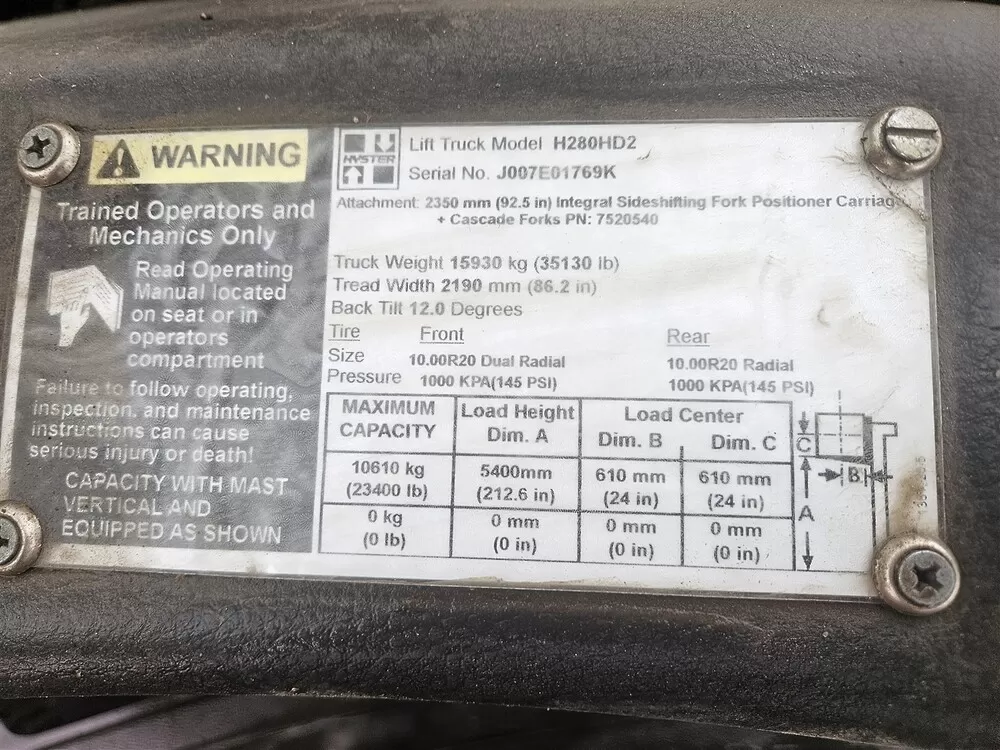 WARNING
Trained Operators and
Mechanics Only
Read Operating
Manual located
on seat or in
operators
compartment
Failure to follow operating,
inspection, and maintenance
instructions can cause
serious injury or death!
CAPACITY WITH MAST
VERTICAL AND
EQUIPPED AS SHOWN
HYSTER
Lift Truck Model H280HD2
Serial No. J007E01769K
Attachment: 2350 mm (92.5 in) Integral Sideshifting Fork Positioner Carriage
+ Cascade Forks PN: 7520540
Truck Weight 15930 kg (35130 lb)
Tread Width 2190 mm (86.2 in)
Back Tilt 12.0 Degrees
Tire Front Rear
Size 10.00R20 Dual Radial 10.00R20 Radial
Pressure 1000 KPA(145 PSI) 1000 KPA(145 PSI)
MAXIMUM CAPACITY Load Height Dim. A Load Center Dim. B Dim. C
10610 kg 5400mm 610 mm 610 mm
(23400 lb) (212.6 in) (24 in) (24 in)
0 kg 0 mm 0 mm 0 mm
(0 lb) (0 in) (0 in) (0 in)
C
B
A